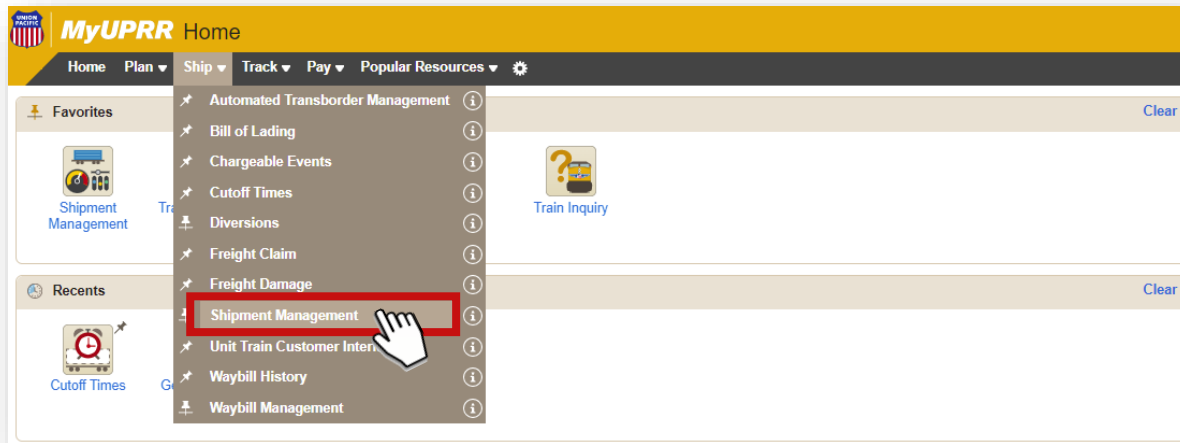 UNION
PACIFIC
MyUPRR Home
Home Plan Ship Track Pay Popular Resources
Favorites Clear
Automated Transborder Management
Bill of Lading
Chargeable Events
Cutoff Times
Diversions
Freight Claim
Freight Damage
Shipment Management
Unit Train Customer
Waybill History
Waybill Management
Shipment
Management
Train Inquiry
Recents Clear
Cutoff Times